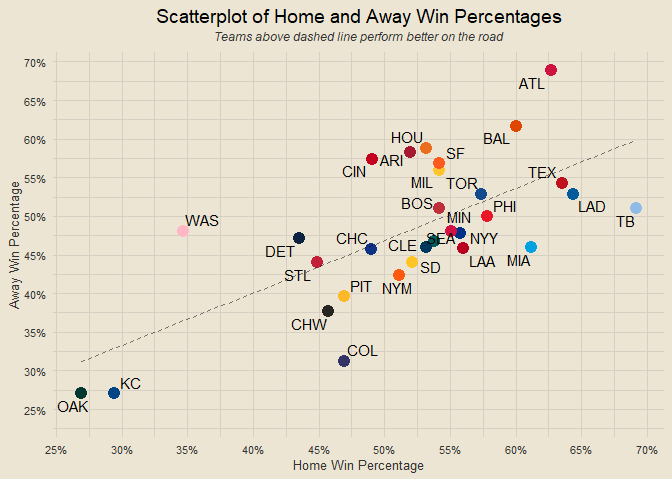 Scatterplot of Home and Away Win Percentages
Teams above dashed line perform better on the road
70%
65%
60%
55%
50%
45%
40%
35%
30%
25%
Away Win Percentage
ATL
BAL
HOU
SF
ARI
CIN
MIL
TOR
TEX
LAD
TB
BOS
PHI
MIN
WAS
SEA
NYY
CHC
CLE
DET
LAA
MIA
STL
SD
NYM
PIT
CHW
COL
KC
OAK
25%
30%
35%
40%
45%
50%
55%
60%
65%
70%
Home Win Percentage